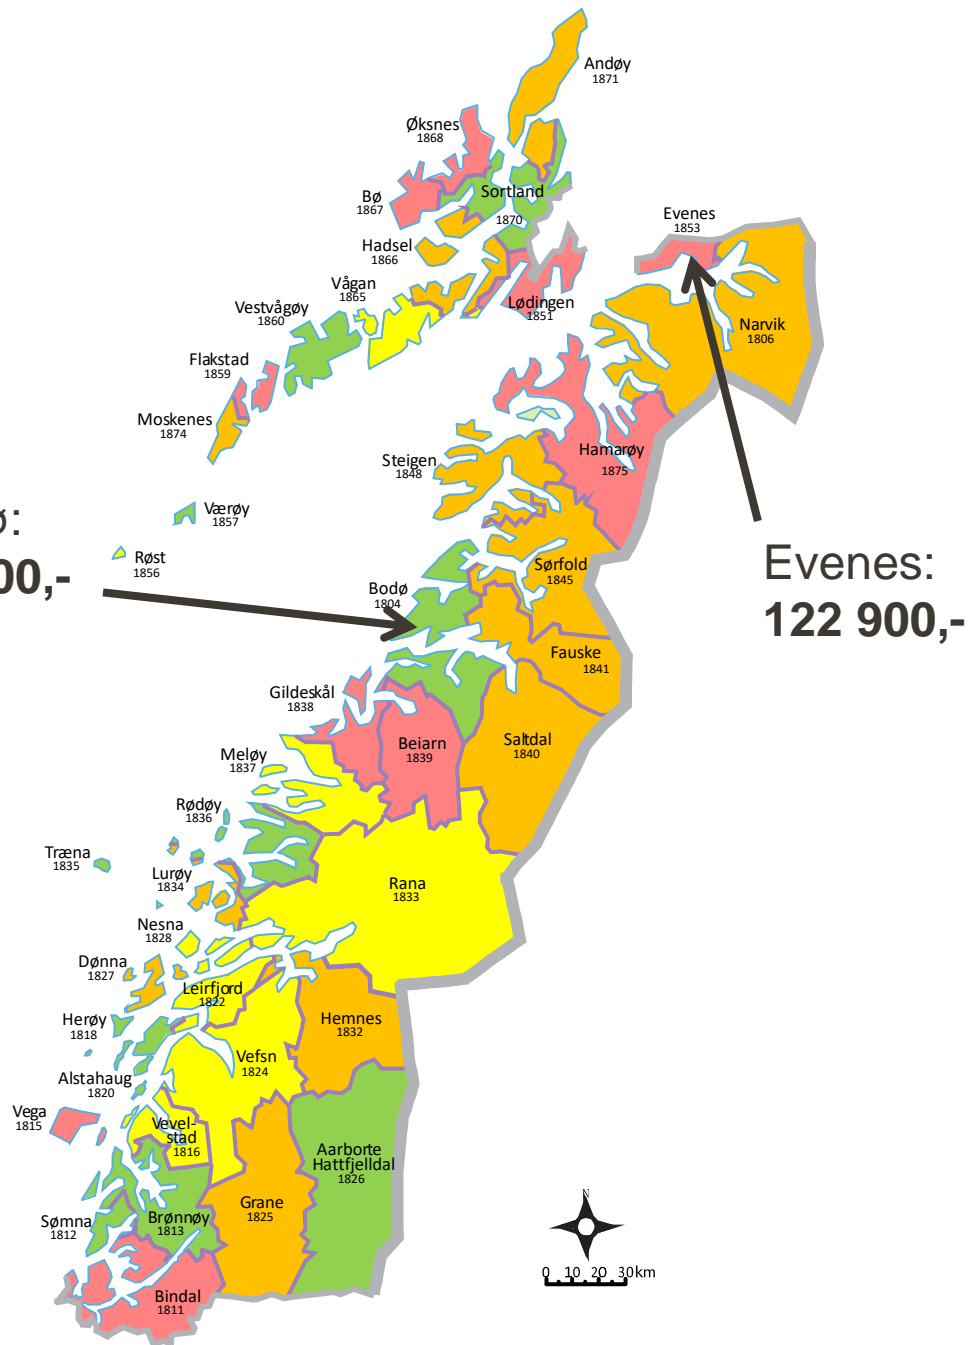 Andøy
1871
Øksnes
1868
Bø
1867
Sortland
1870
Evenes
1853
Hadsel
1866
Vågan
1865
Lødingen
1851
Vestvågøy
1860
Narvik
1806
Flakstad
1859
Moskenes
1874
Hamarøy
1875
Steigen
1848
Værøy
1857
Røst
1856
ø:
00,-
Sørfold
1845
Bodø
1804
Evenes:
122 900,-
Fauske
1841
Gildeskål
1838
Beiarn
1839
Saltdal
1840
Meløy
1837
Rødøy
1836
Træna
1835
Lurøy
1834
Rana
1833
Nesna
1828
Dønna
1827
Leirfjord
1822
Herøy
1818
Hemnes
1832
Vefsn
1824
Alstahaug
1820
Vega
1815
Vevel-
stad
1816
Aarborte
Hattfjelldal
1826
Grane
1825
Sømna
1812
Brønnøy
1813
Bindal
1811
N
0 10 20 30km